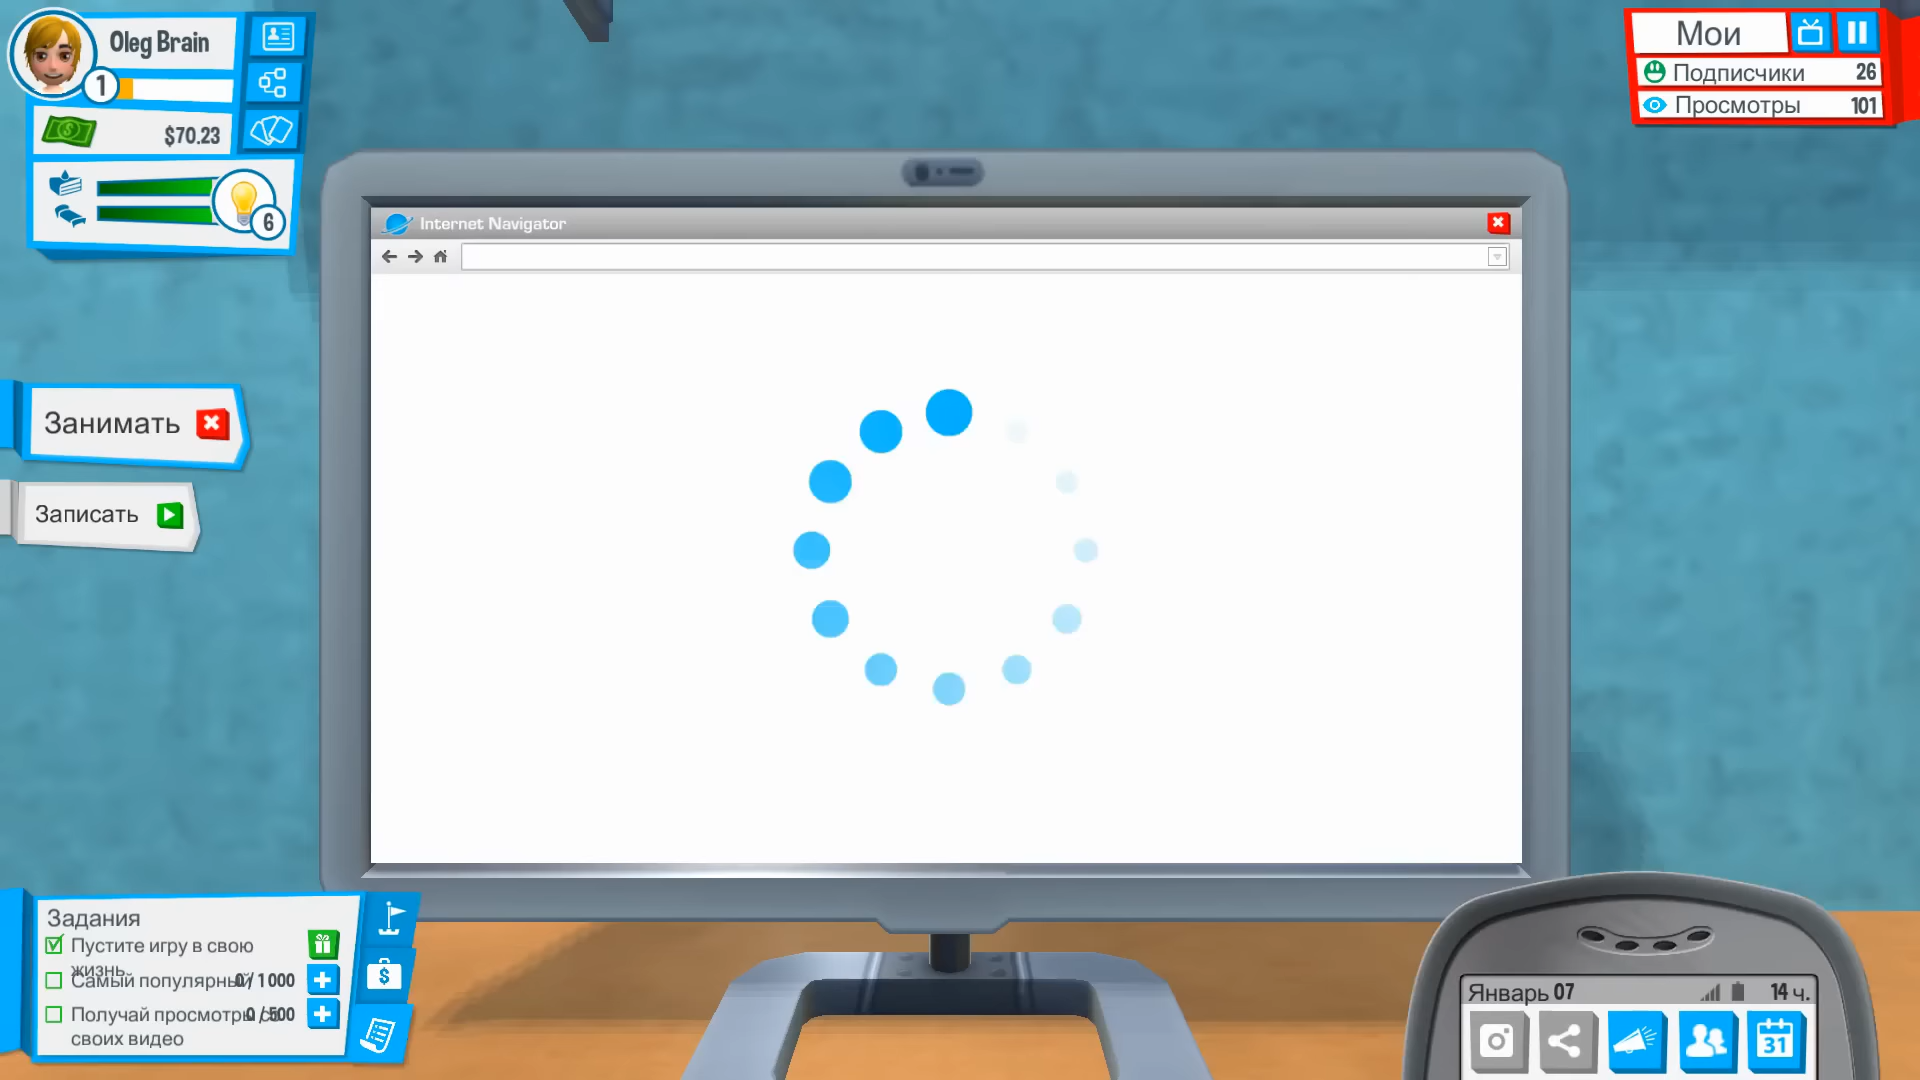 Oleg Brain
1
$70.23
6
Мои
Подписчики 26
Просмотры 101
Internet Navigator
Занимать
Записать
Задания
Пустите игру в свою
жизнь
Самый популярный 0 / 1 000
Получай просмотры со 0 / 500
своих видео
Январь 07 14 ч.
31